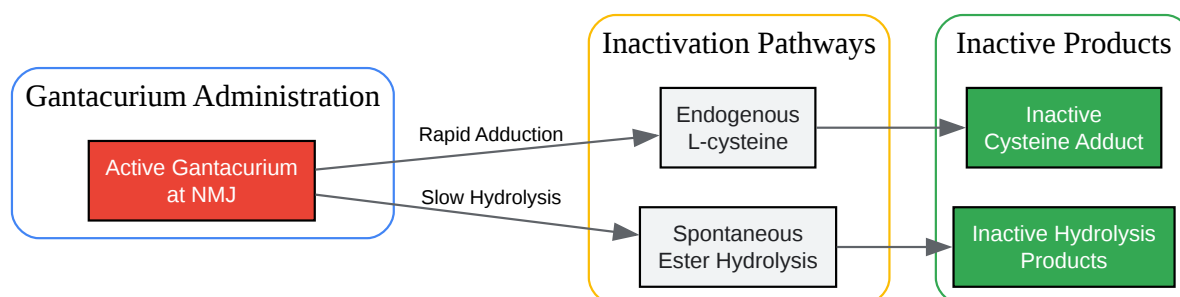 Gantacurium Administration
Active Gantacurium
at NMJ
Rapid Adduction
Slow Hydrolysis
Inactivation Pathways
Endogenous
L-cysteine
Spontaneous
Ester Hydrolysis
Inactive Products
Inactive
Cysteine Adduct
Inactive Hydrolysis
Products